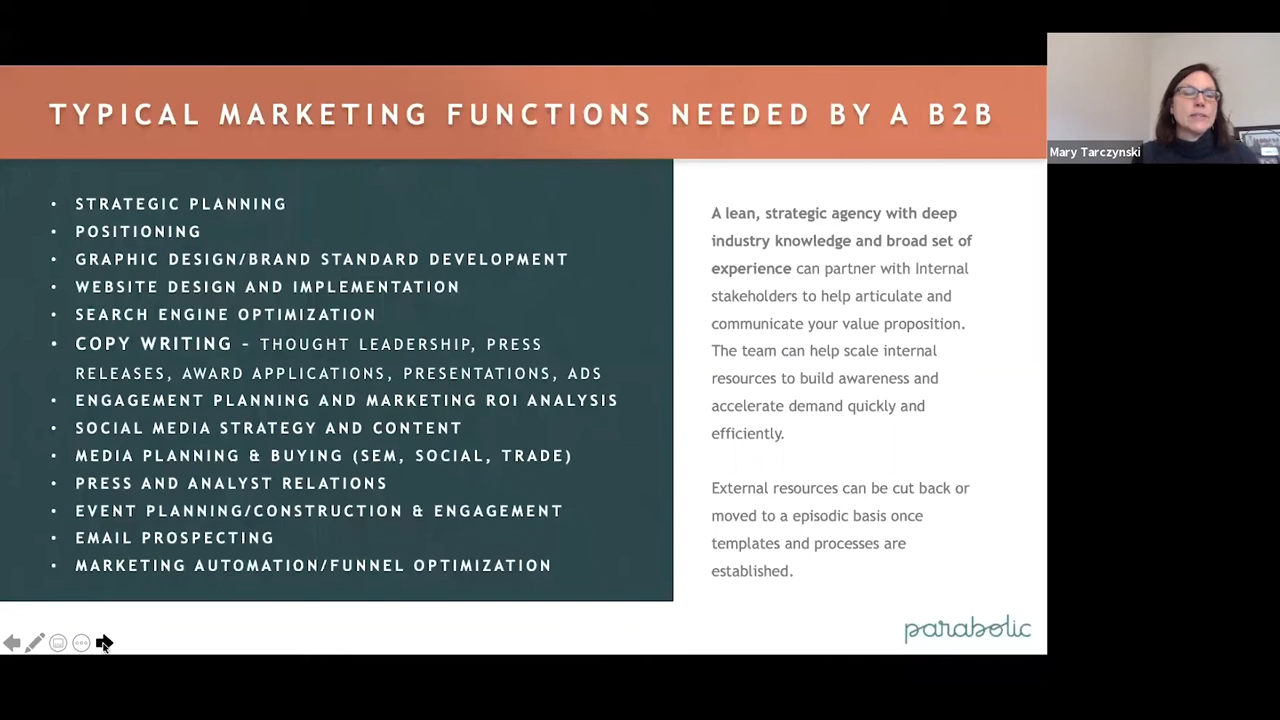 TYPICAL MARKETING FUNCTIONS NEEDED BY A B2B
Mary Tarczynski
• STRATEGIC PLANNING
• POSITIONING
• GRAPHIC DESIGN/BRAND STANDARD DEVELOPMENT
• WEBSITE DESIGN AND IMPLEMENTATION
• SEARCH ENGINE OPTIMIZATION
• COPY WRITING – THOUGHT LEADERSHIP, PRESS
RELEASES, AWARD APPLICATIONS, PRESENTATIONS, ADS
• ENGAGEMENT PLANNING AND MARKETING ROI ANALYSIS
• SOCIAL MEDIA STRATEGY AND CONTENT
• MEDIA PLANNING & BUYING (SEM, SOCIAL, TRADE)
• PRESS AND ANALYST RELATIONS
• EVENT PLANNING/CONSTRUCTION & ENGAGEMENT
• EMAIL PROSPECTING
• MARKETING AUTOMATION/FUNNEL OPTIMIZATION
A lean, strategic agency with deep
industry knowledge and broad set of
experience can partner with Internal
stakeholders to help articulate and
communicate your value proposition.
The team can help scale internal
resources to build awareness and
accelerate demand quickly and
efficiently.
External resources can be cut back or
moved to a episodic basis once
templates and processes are
established.
parabolic